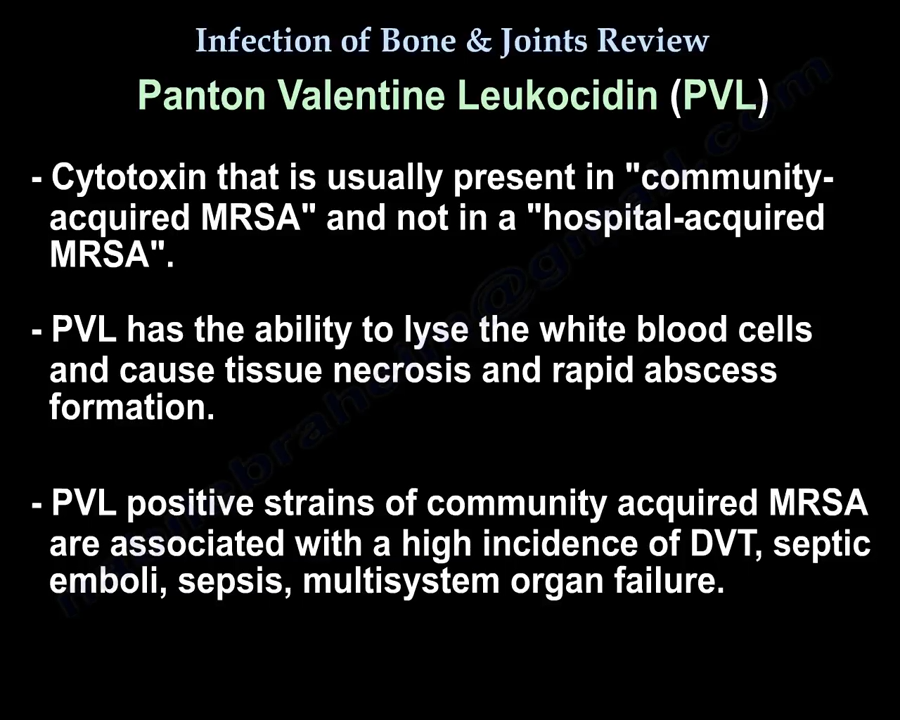 Infection of Bone & Joints Review
Panton Valentine Leukocidin (PVL)
- Cytotoxin that is usually present in "community-
acquired MRSA" and not in a "hospital-acquired
MRSA".
- PVL has the ability to lyse the white blood cells
and cause tissue necrosis and rapid abscess
formation.
- PVL positive strains of community acquired MRSA
are associated with a high incidence of DVT, septic
emboli, sepsis, multisystem organ failure.